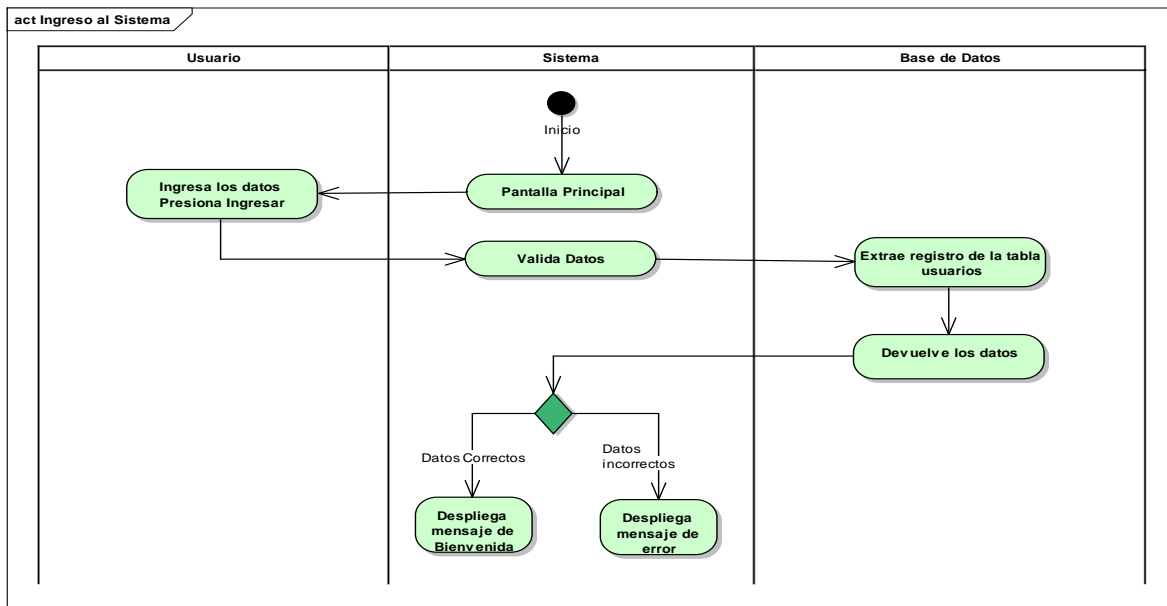 act Ingreso al Sistema
Usuario
Sistema
Base de Datos
Inicio
Ingresa los datos
Presiona Ingresar
Pantalla Principal
Valida Datos
Extrae registro de la tabla
usuarios
Devuelve los datos
Datos Correctos
Datos
incorrectos
Despliega
mensaje de
Bienvenida
Despliega
mensaje de
error